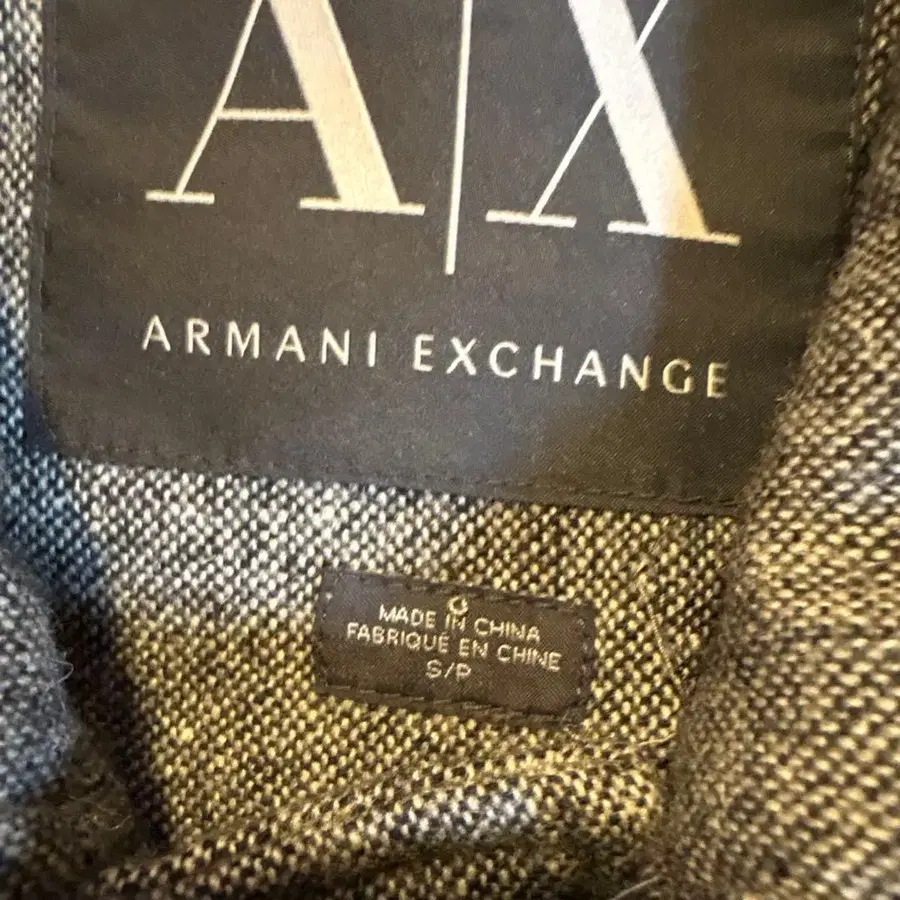 A|X
ARMANI EXCHANGE
MADE IN CHINA
FABRIQUÉ EN CHINE
S/P